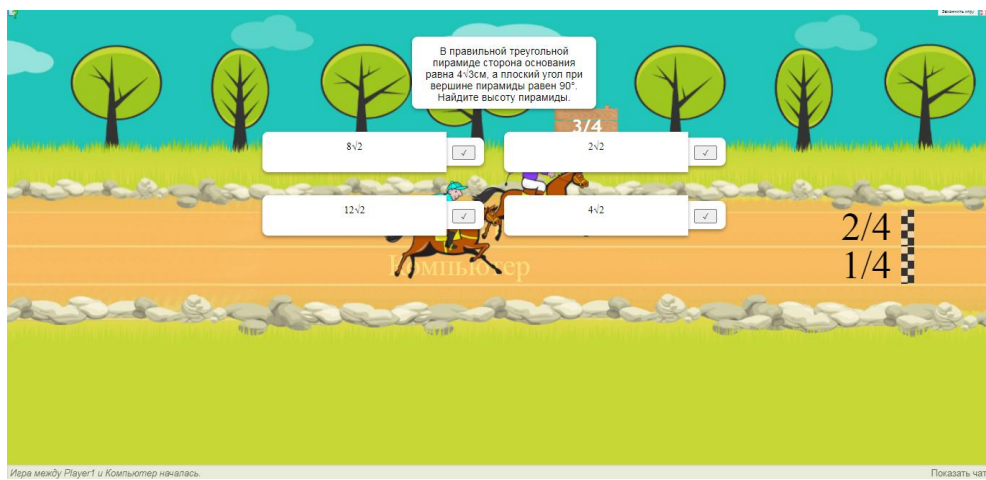 Закончить игру
В правильной треугольной
пирамиде сторона основания
равна 4√3см, а плоский угол при
вершине пирамиды равен 90°.
Найдите высоту пирамиды.
3/4
8√2
2√2
12√2
4√2
2/4
1/4
Компьютер
Игра между Player1 и Компьютер началась.
Показать чат